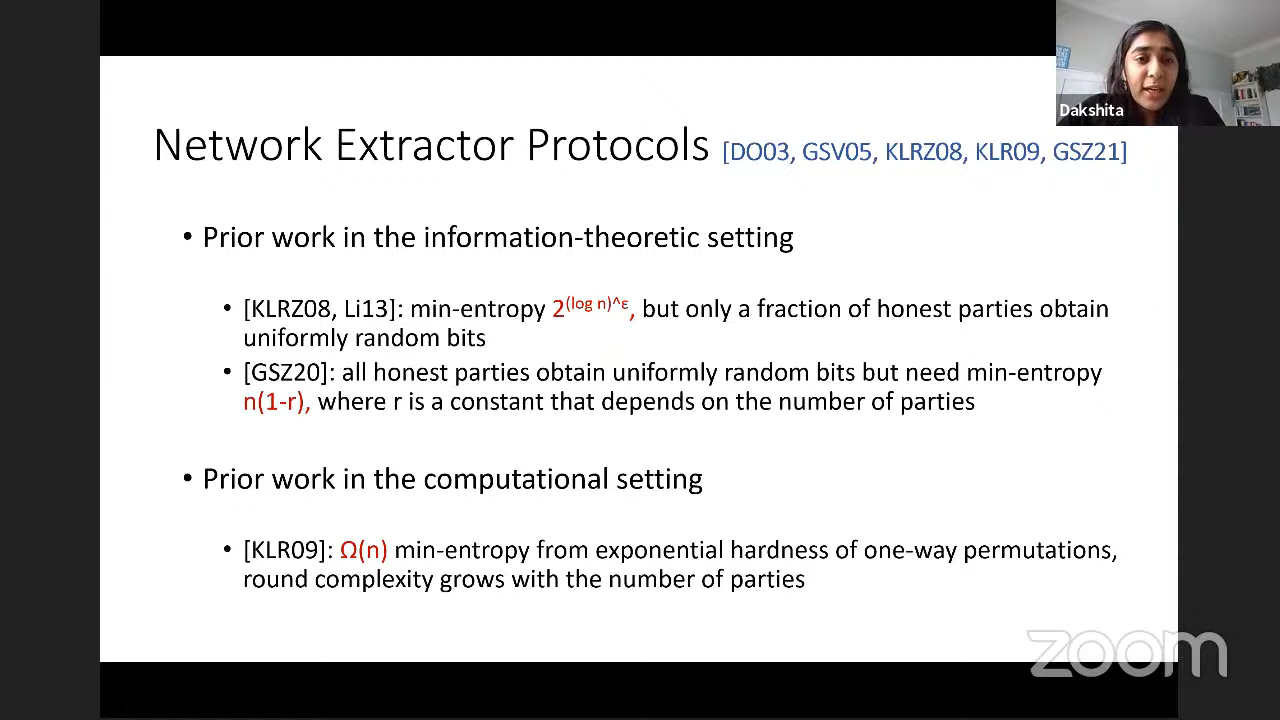 Dakshita
Network Extractor Protocols [DO03, GSV05, KLRZ08, KLR09, GSZ21]
• Prior work in the information-theoretic setting
• [KLRZ08, Li13]: min-entropy 2^(log n)^ε, but only a fraction of honest parties obtain
uniformly random bits
• [GSZ20]: all honest parties obtain uniformly random bits but need min-entropy
n(1-r), where r is a constant that depends on the number of parties
• Prior work in the computational setting
• [KLR09]: Ω(n) min-entropy from exponential hardness of one-way permutations,
round complexity grows with the number of parties
zoom